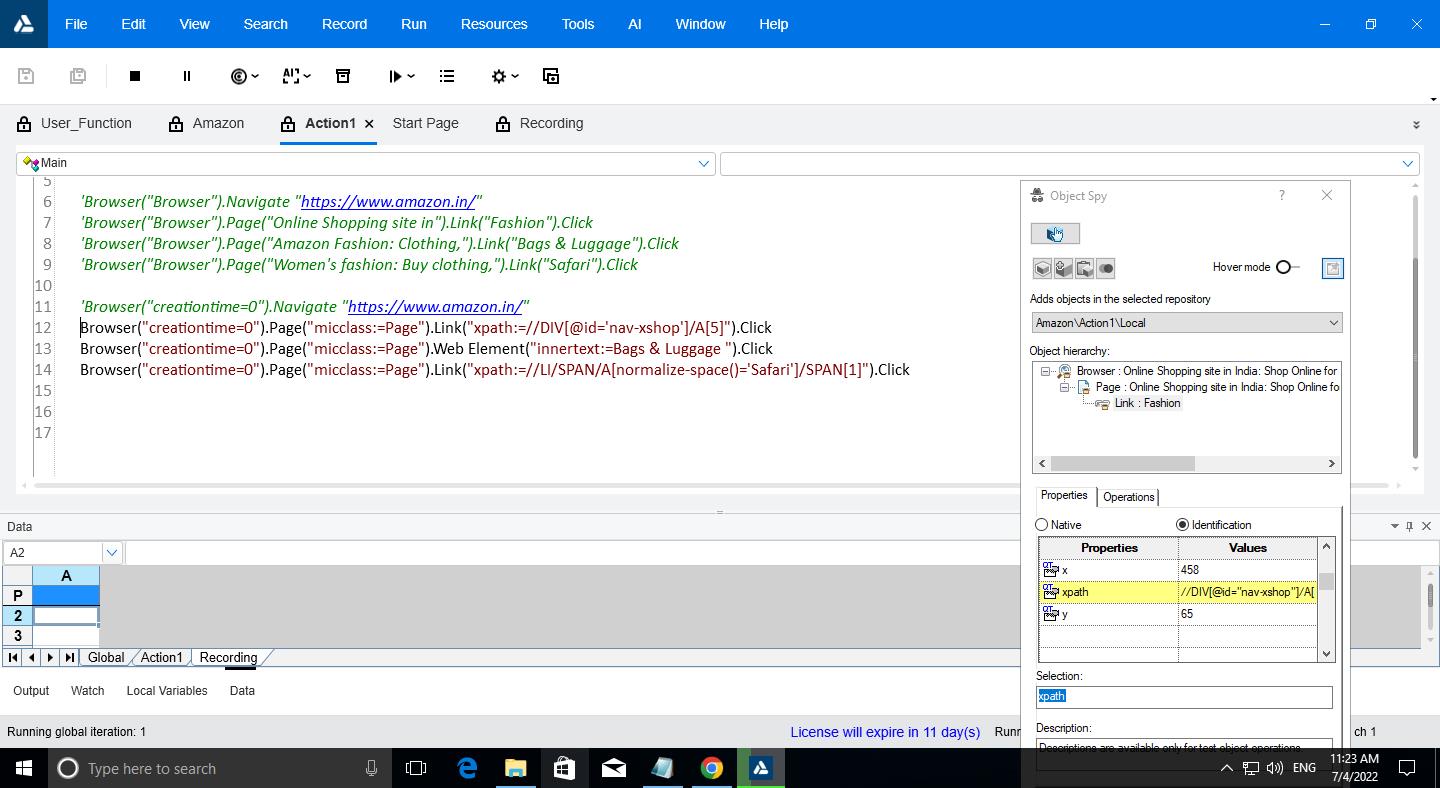 File Edit View Search Record Run Resources Tools AI Window Help
User_Function Amazon Action1 Start Page Recording
Main
5
6 'Browser("Browser").Navigate "https://www.amazon.in/"
7 'Browser("Browser").Page("Online Shopping site in").Link("Fashion").Click
8 'Browser("Browser").Page("Amazon Fashion: Clothing,").Link("Bags & Luggage").Click
9 'Browser("Browser").Page("Women's fashion: Buy clothing,").Link("Safari").Click
10
11 'Browser("creationtime=0").Navigate "https://www.amazon.in/"
12 Browser("creationtime=0").Page("micclass:=Page").Link("xpath:=//DIV[@id='nav-xshop']/A[5]").Click
13 Browser("creationtime=0").Page("micclass:=Page").Web Element("innertext:=Bags & Luggage ").Click
14 Browser("creationtime=0").Page("micclass:=Page").Link("xpath:=//LI/SPAN/A[normalize-space()='Safari']/SPAN[1]").Click
15
16
17
Object Spy ?
Hover mode
Adds objects in the selected repository
Amazon\Action1\Local
Object hierarchy:
Browser : Online Shopping site in India: Shop Online for
Page : Online Shopping site in India: Shop Online fo
Link : Fashion
Properties Operations
Native Identification
Properties Values
x 458
xpath //DIV[@id="nav-xshop"]/A[
y 65
Selection:
xpath
Description:
Descriptions are available only for test object operations.
Data
A2
A
P
2
3
Global Action1 Recording
Output Watch Local Variables Data
Running global iteration: 1 License will expire in 11 day(s) Runn ch 1
Type here to search ENG 11:23 AM
7/4/2022